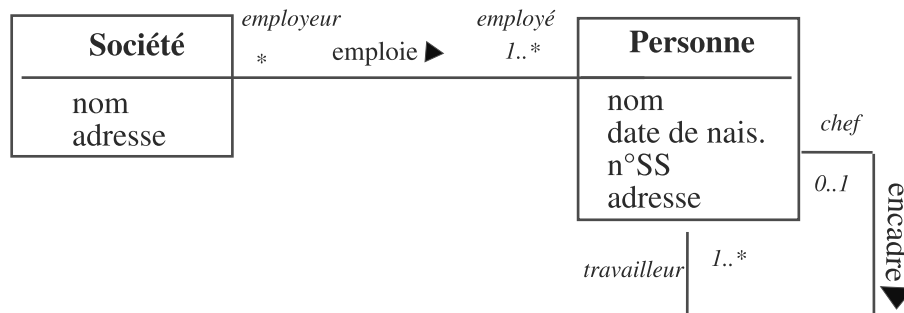 employeur
employé
Société
*
emploie
1..*
Personne
nom
adresse
nom
date de nais.
n°SS
adresse
chef
0..1
encadre
travailleur
1..*